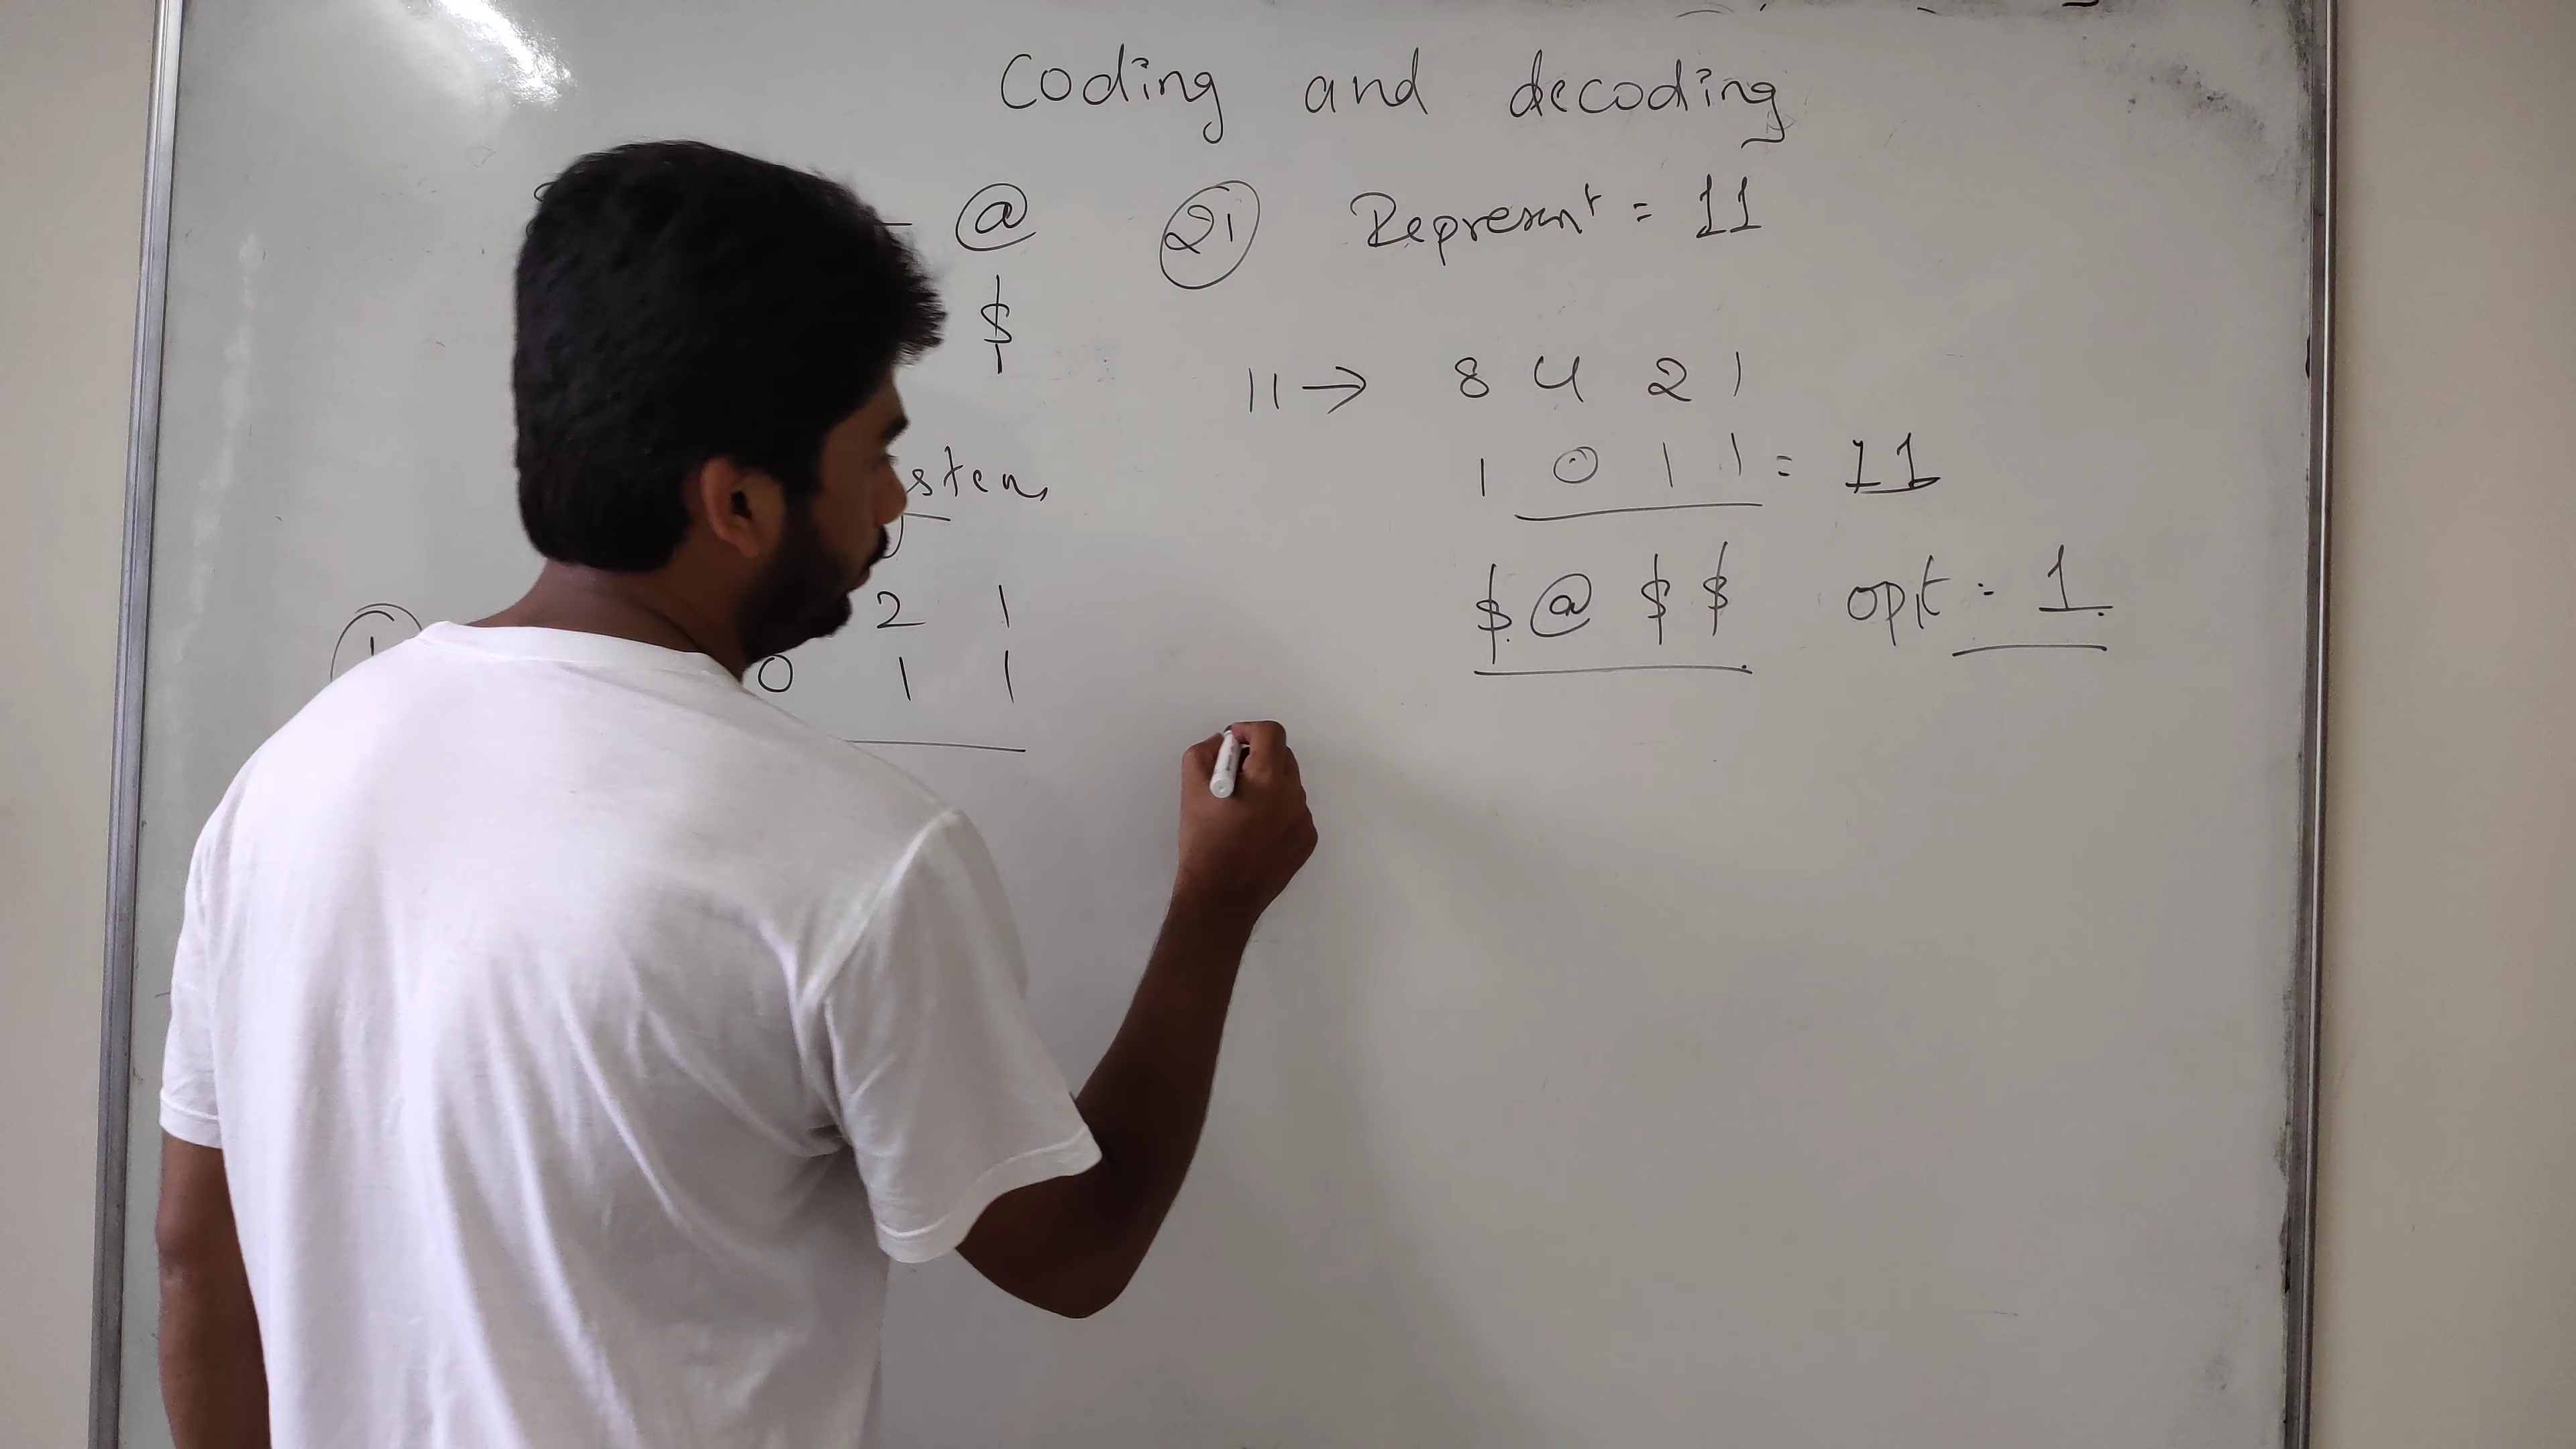 Coding and decoding
- @
$
2 1
0 1 1
21 Represent = 11
11 → 8 4 2 1
1 0 1 1 = 11
$ @ $ $ opt = 1